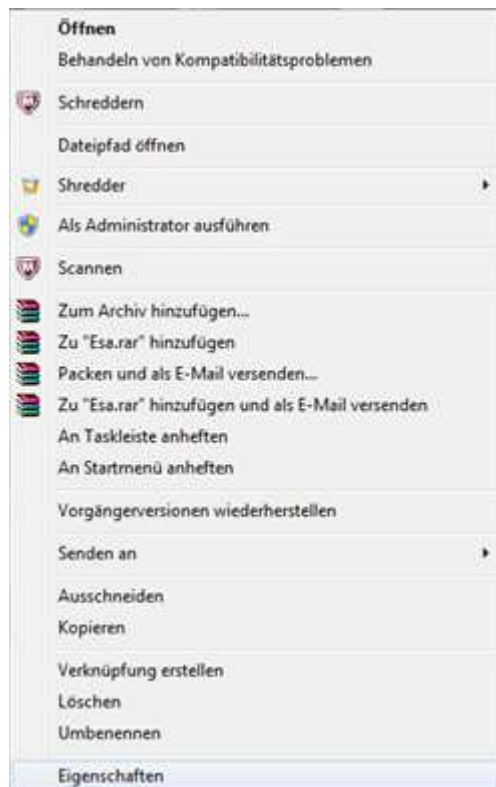 Öffnen
Behandeln von Kompatibilitätsproblemen
Schreddern
Dateipfad öffnen
Shredder
Als Administrator ausführen
Scannen
Zum Archiv hinzufügen...
Zu "Esa.rar" hinzufügen
Packen und als E-Mail versenden...
Zu "Esa.rar" hinzufügen und als E-Mail versenden
An Taskleiste anheften
An Startmenü anheften
Vorgängerversionen wiederherstellen
Senden an
Ausschneiden
Kopieren
Verknüpfung erstellen
Löschen
Umbenennen
Eigenschaften